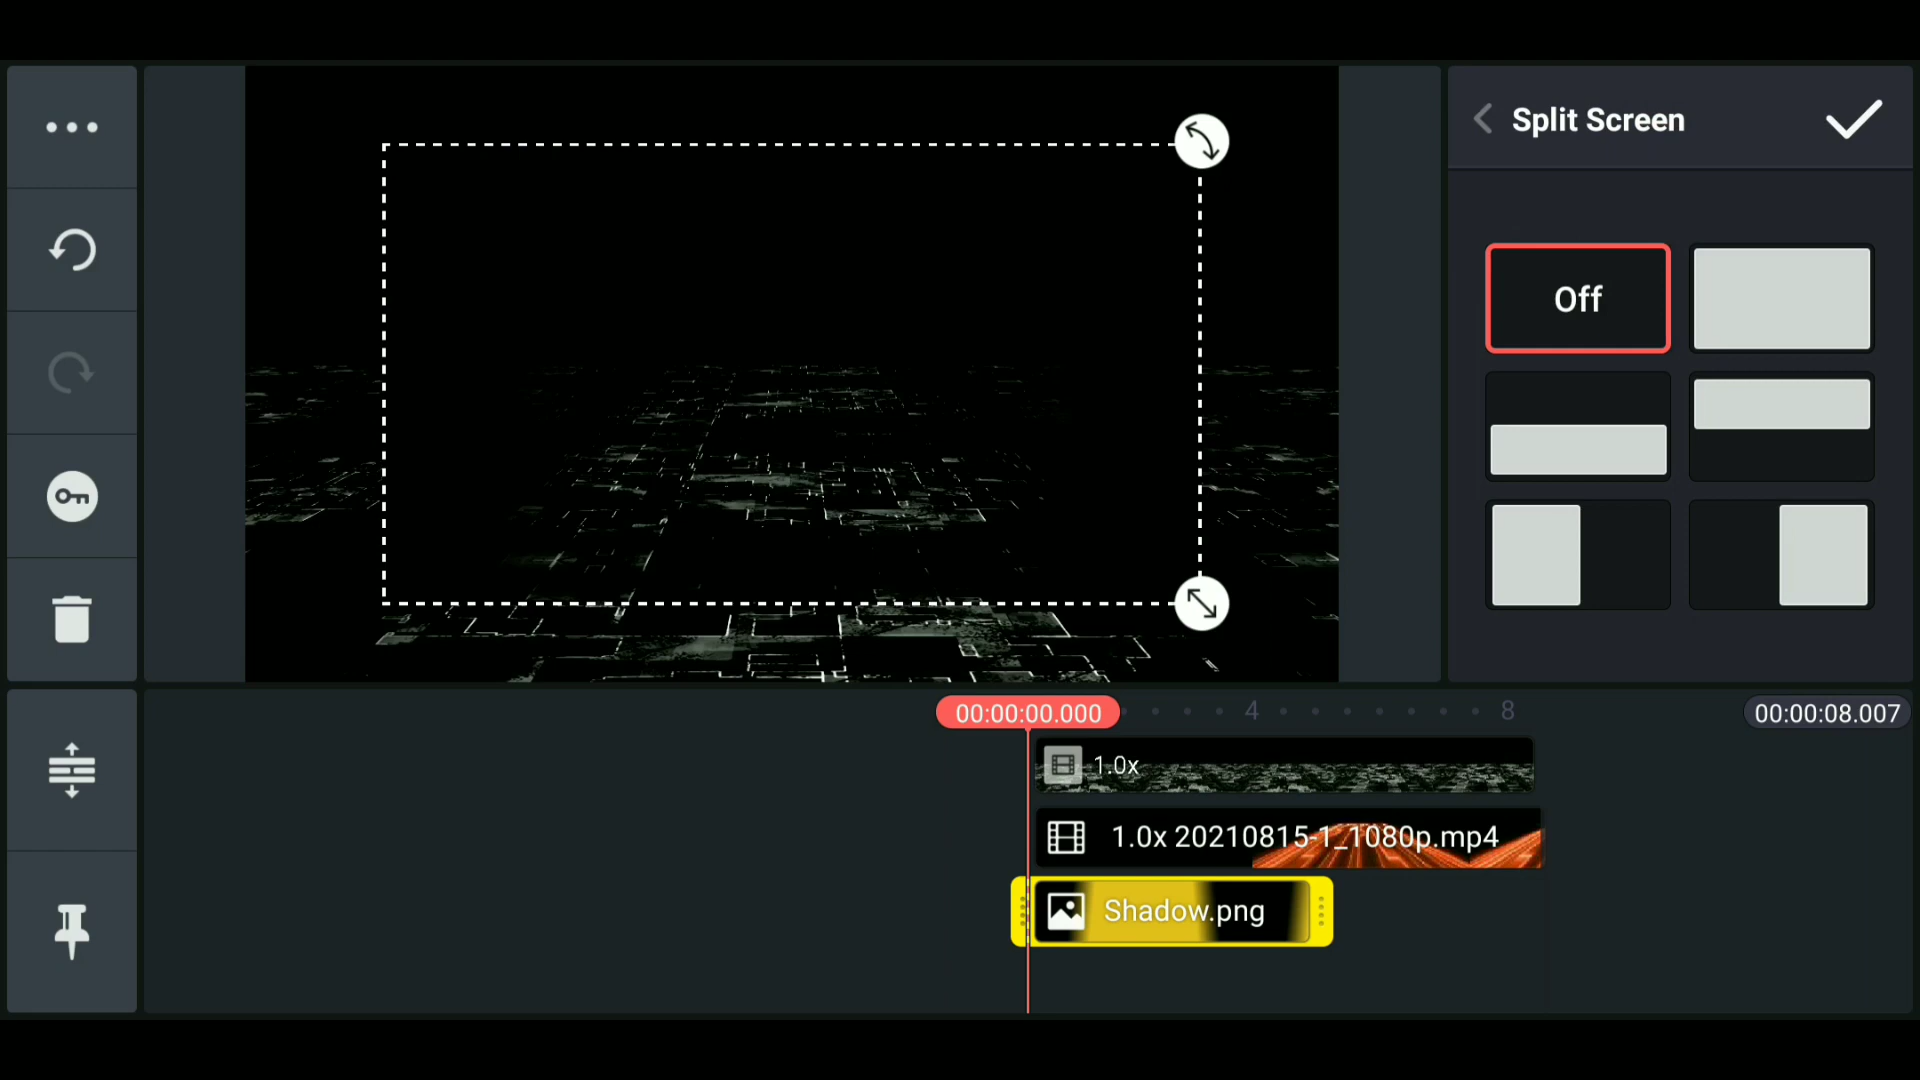 Split Screen
Off
00:00:00.000
4
8
00:00:08.007
1.0x
1.0x 20210815-1_1080p.mp4
Shadow.png